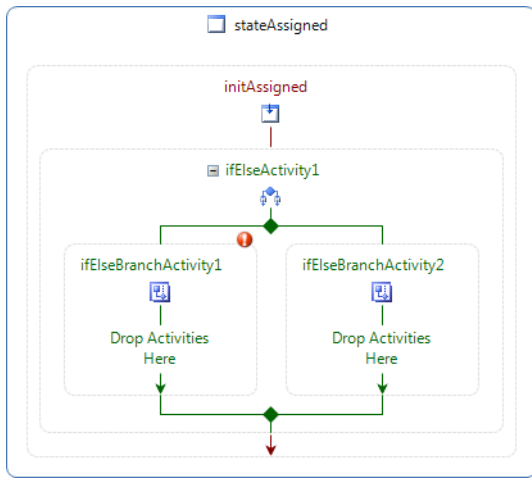 stateAssigned
initAssigned
ifElseActivity1
ifElseBranchActivity1
ifElseBranchActivity2
Drop Activities
Here
Drop Activities
Here